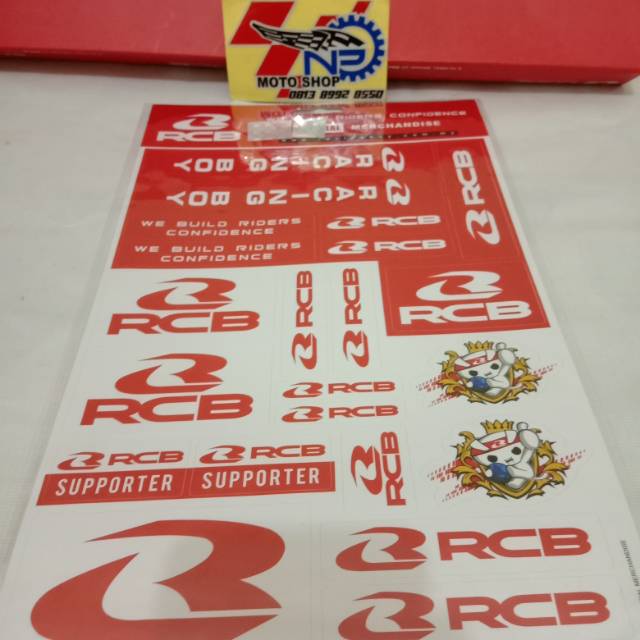 NP
MOTO SHOP
0813 8992 8550
RIDERS CONFIDENCE
RCB
MERCHANDISE
RACING BOY
RACING BOY
RCB
WE BUILD RIDERS
CONFIDENCE
RCB
WE BUILD RIDERS
CONFIDENCE
RCB
RCB
RCB
RCB
RCB
RCB
RCB
RCB
RCB
RCB
SUPPORTER
RCB
SUPPORTER
RCB
RCB
RCB
MERCHANDISE